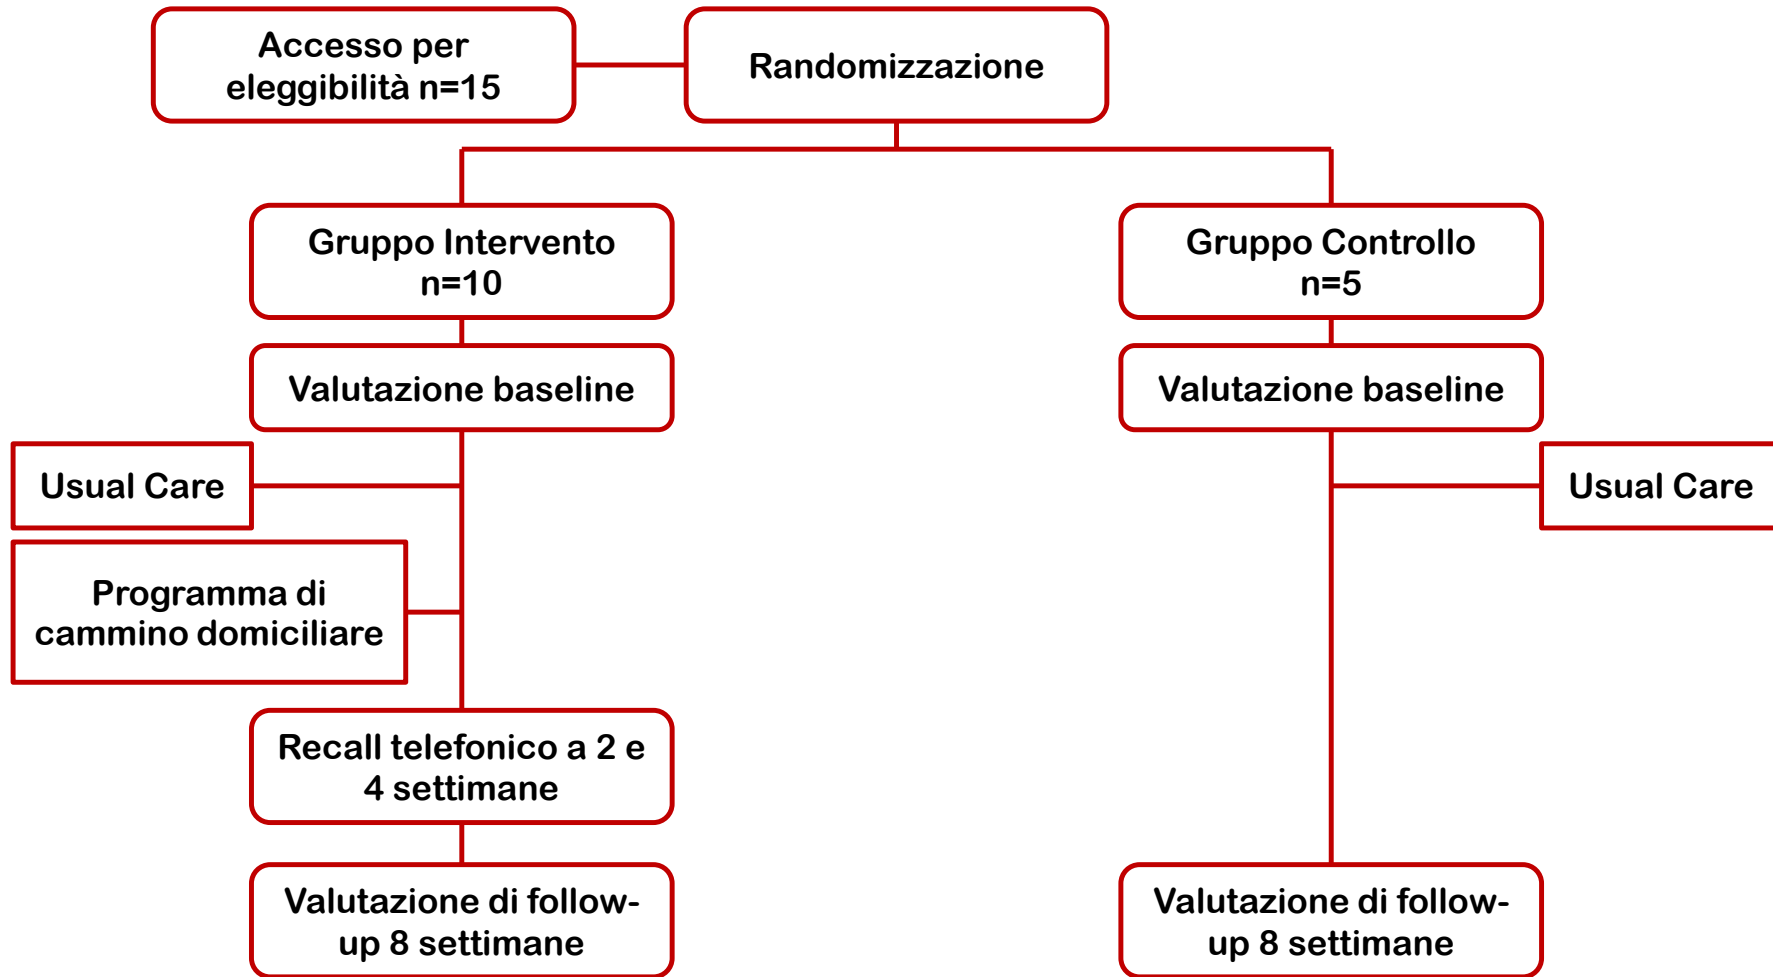 Accesso per
eleggibilità n=15
Randomizzazione
Gruppo Intervento
n=10
Gruppo Controllo
n=5
Valutazione baseline
Valutazione baseline
Usual Care
Usual Care
Programma di
cammino domiciliare
Recall telefonico a 2 e
4 settimane
Valutazione di follow-
up 8 settimane
Valutazione di follow-
up 8 settimane